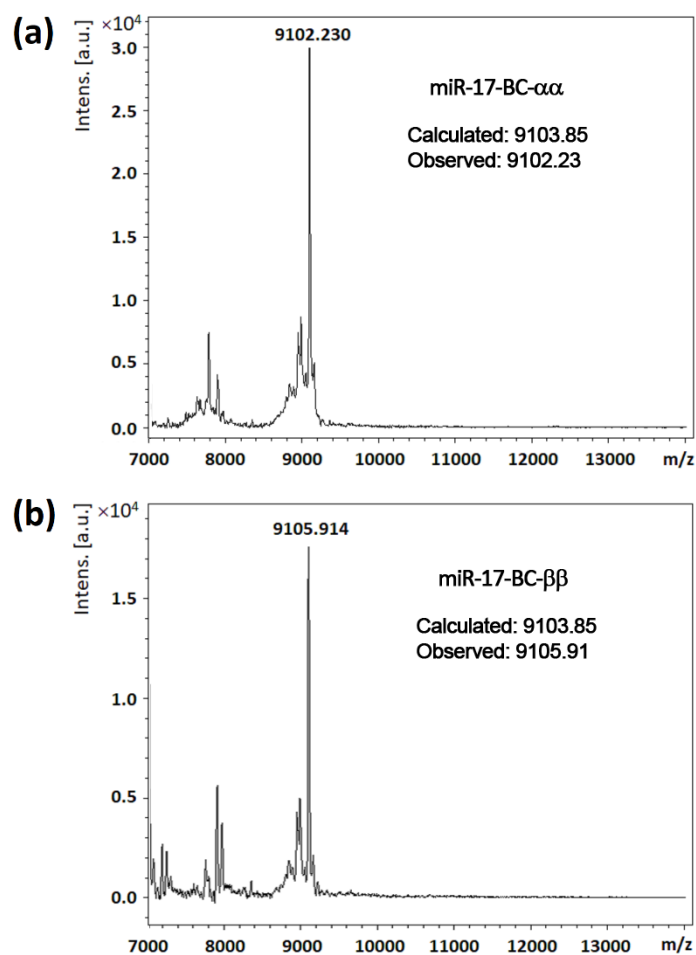 (a)
×10⁴
9102.230
Intens. [a.u.]
3.0
2.5
2.0
1.5
1.0
0.5
0.0
miR-17-BC-αα
Calculated: 9103.85
Observed: 9102.23
7000 8000 9000 10000 11000 12000 13000 m/z
(b)
×10⁴
9105.914
Intens. [a.u.]
1.5
1.0
0.5
0.0
miR-17-BC-ββ
Calculated: 9103.85
Observed: 9105.91
7000 8000 9000 10000 11000 12000 13000 m/z